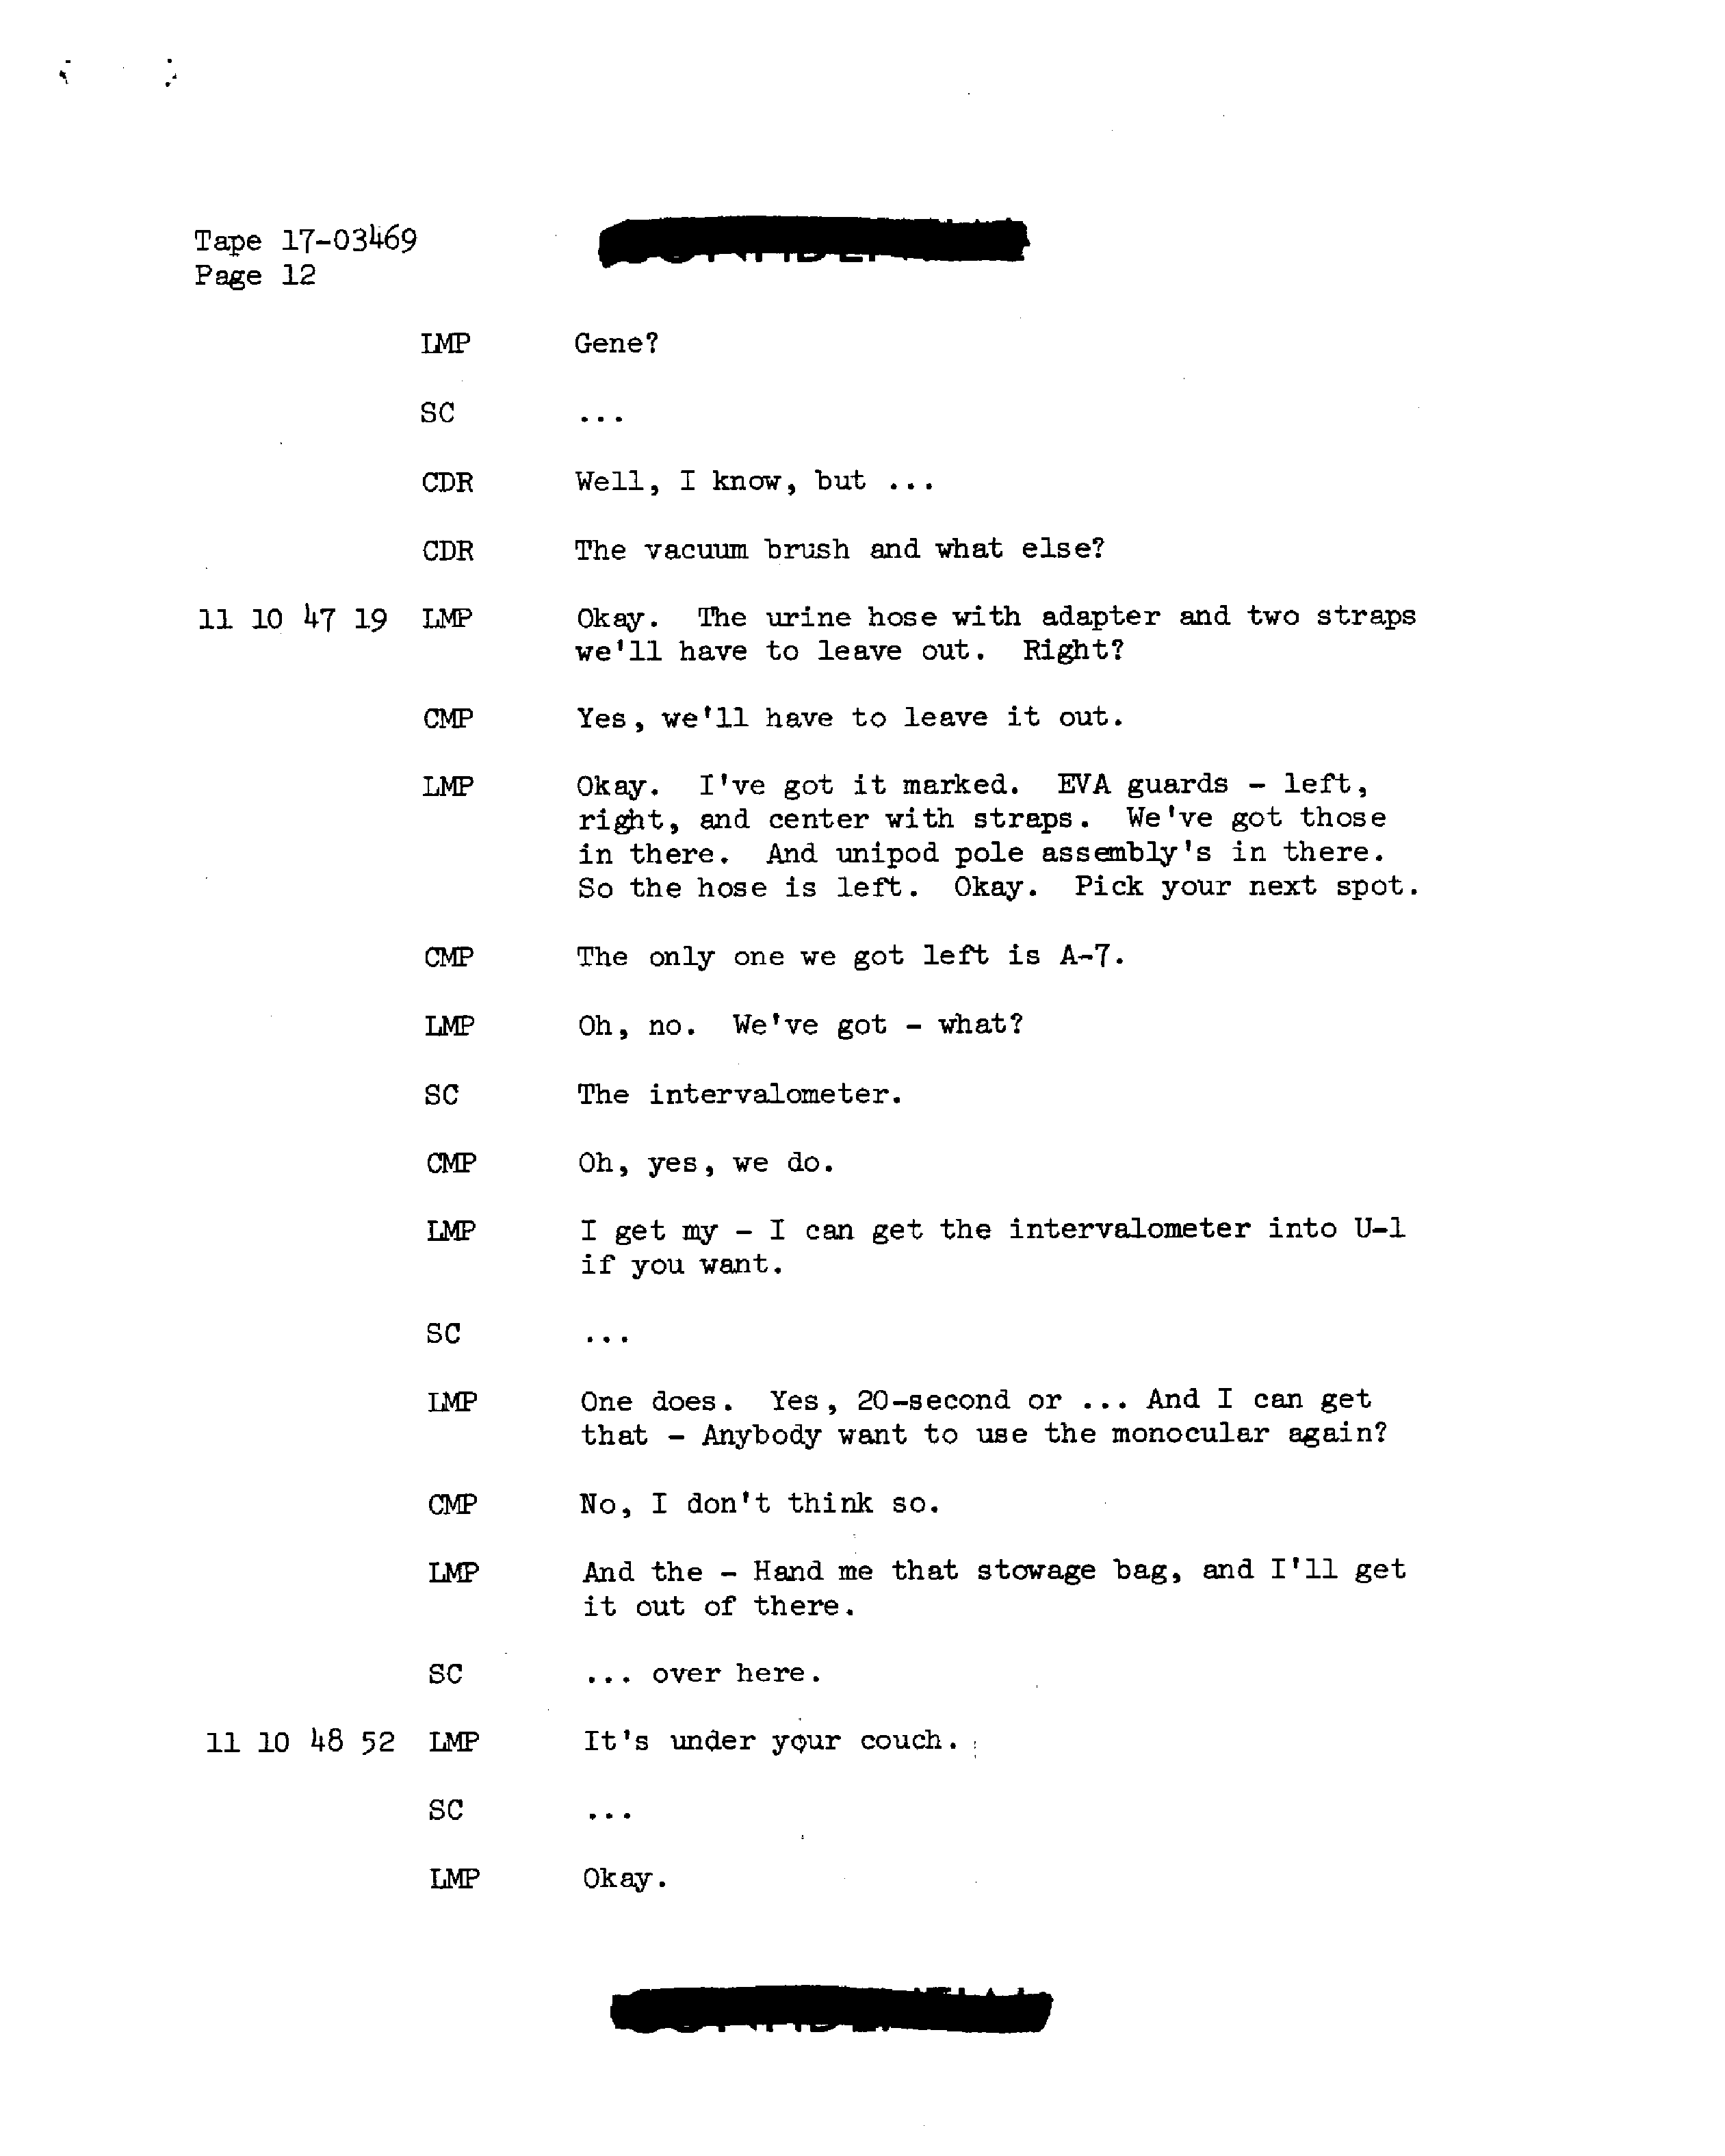 Tape 17-03469
Page 12
LMP Gene?
SC ...
CDR Well, I know, but ...
CDR The vacuum brush and what else?
11 10 47 19 LMP Okay. The urine hose with adapter and two straps
we'll have to leave out. Right?
CMP Yes, we'll have to leave it out.
LMP Okay. I've got it marked. EVA guards - left,
right, and center with straps. We've got those
in there. And unipod pole assembly's in there.
So the hose is left. Okay. Pick your next spot.
CMP The only one we got left is A-7.
LMP Oh, no. We've got - what?
SC The intervalometer.
CMP Oh, yes, we do.
LMP I get my - I can get the intervalometer into U-1
if you want.
SC ...
LMP One does. Yes, 20-second or ... And I can get
that - Anybody want to use the monocular again?
CMP No, I don't think so.
LMP And the - Hand me that stowage bag, and I'll get
it out of there.
SC ... over here.
11 10 48 52 LMP It's under your couch.
SC ...
LMP Okay.